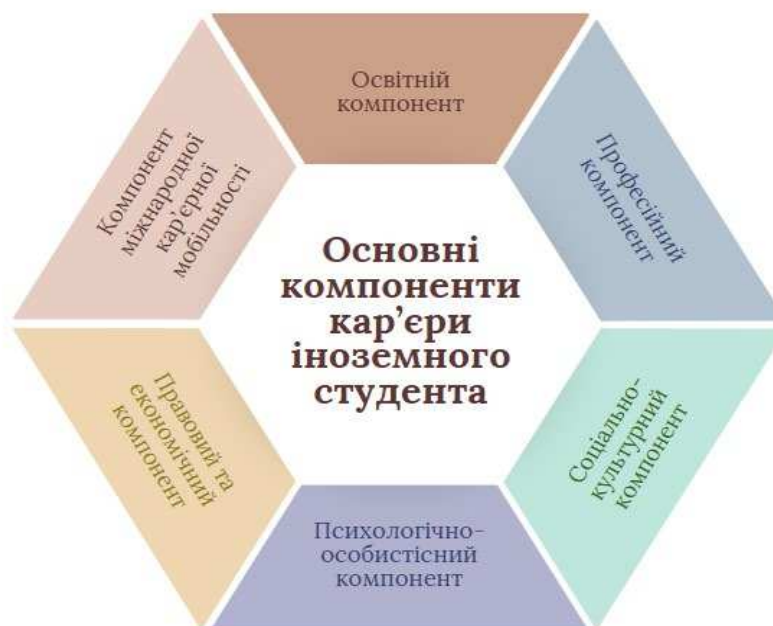 Освітній
компонент
Професійний
компонент
Соціально-
культурний
компонент
Психологічно-
особистісний
компонент
Правовий та
економічний
компонент
Компонент
міжнародної
кар’єрної
мобільності
Основні
компоненти
кар’єри
іноземного
студента